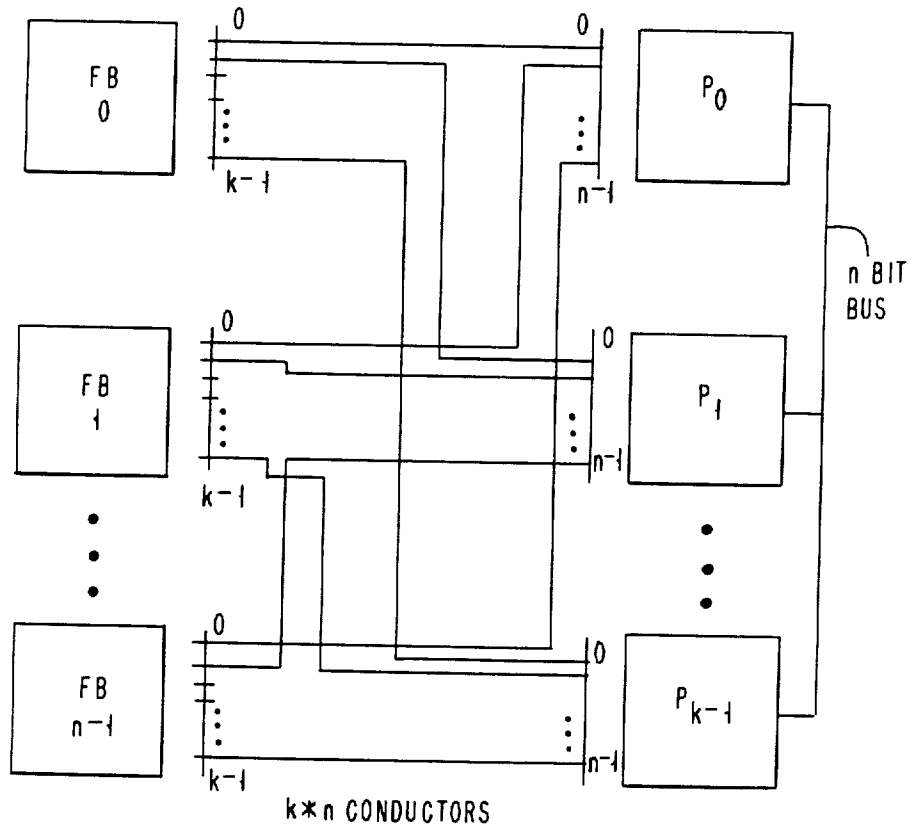 FB
0
0
k-1
0
n-1
P0
n BIT
BUS
FB
1
0
k-1
0
n-1
P1
FB
n-1
0
k-1
0
n-1
Pk-1
k*n CONDUCTORS